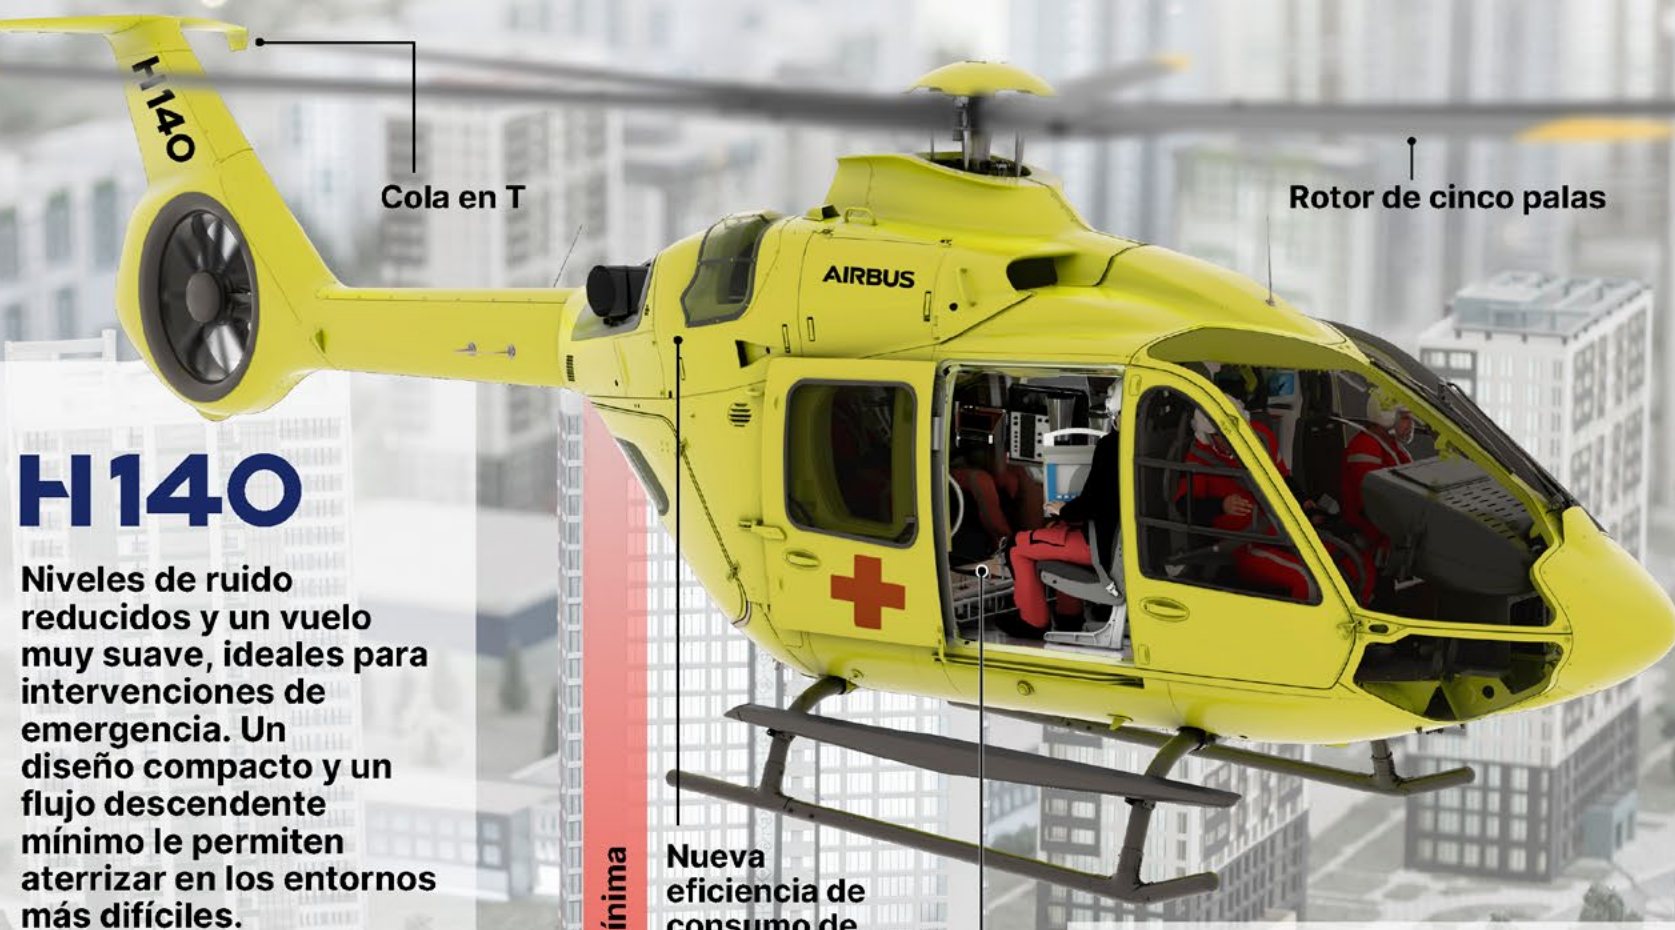 H140
Cola en T
Rotor de cinco palas
AIRBUS
H140
Niveles de ruido
reducidos y un vuelo
muy suave, ideales para
intervenciones de
emergencia. Un
diseño compacto y un
flujo descendente
mínimo le permiten
aterrizar en los entornos
más difíciles.
Nueva
eficiencia de
consumo de